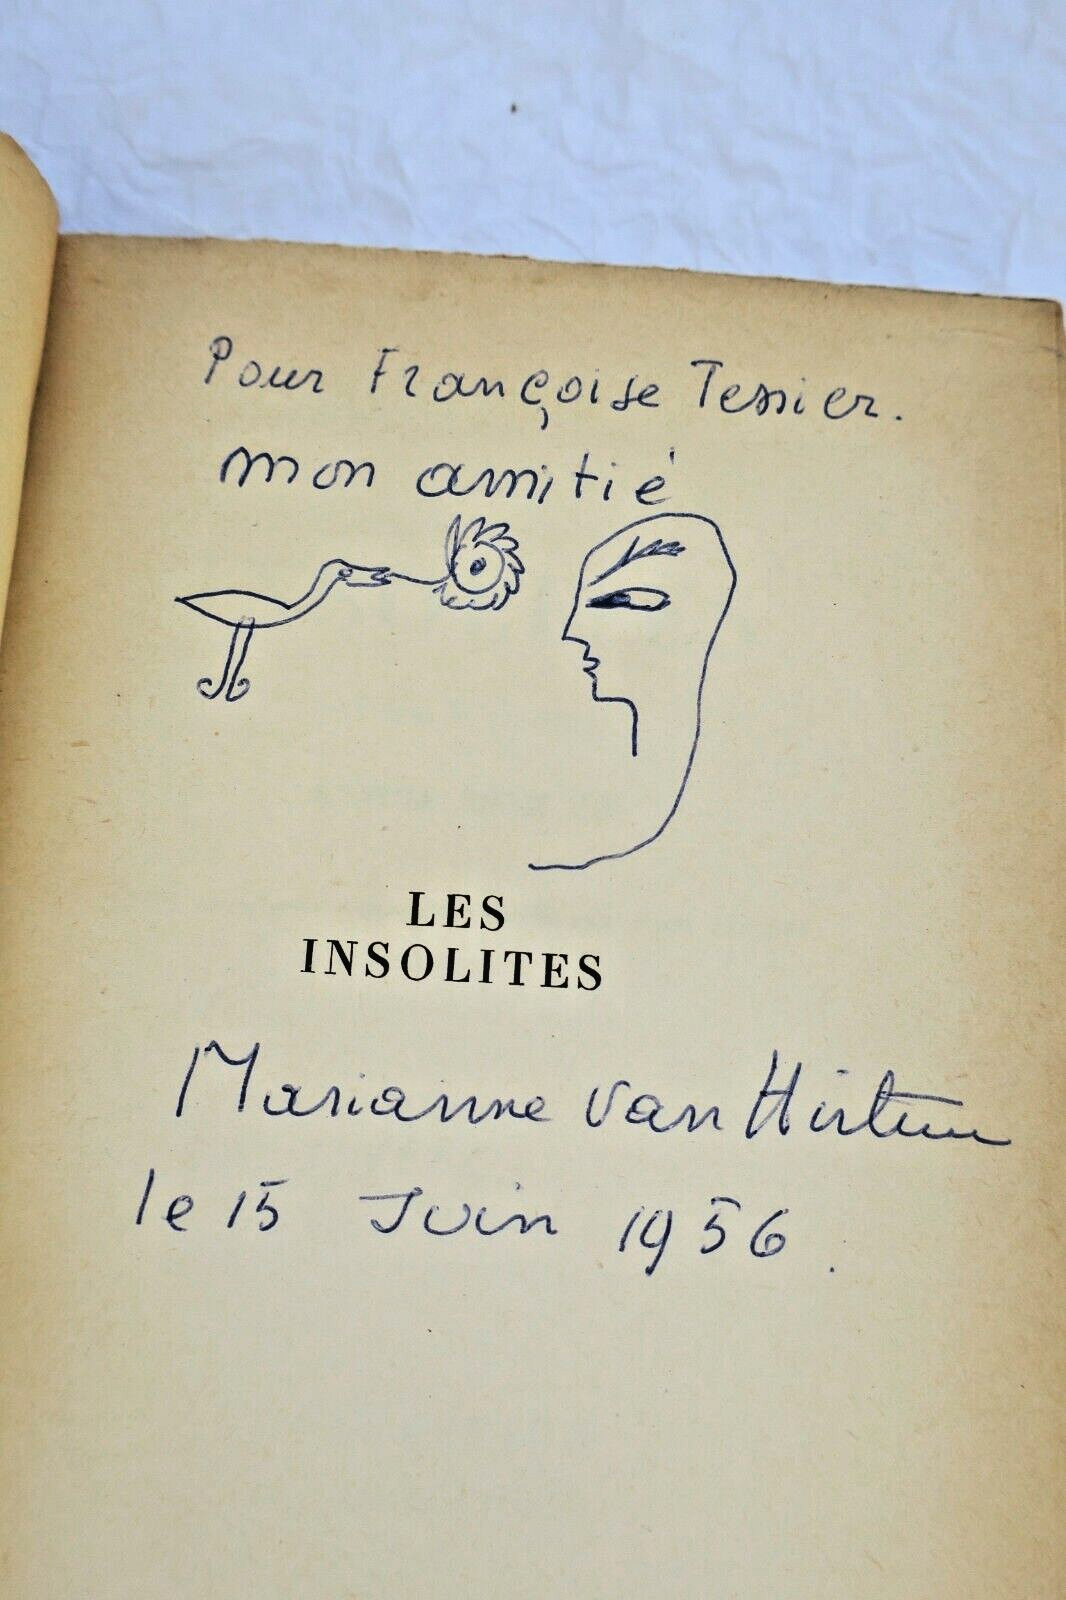 Pour Françoise Tessier.
mon amitié
LES
INSOLITES
Marianne van Hirtum
le 15 Juin 1956.